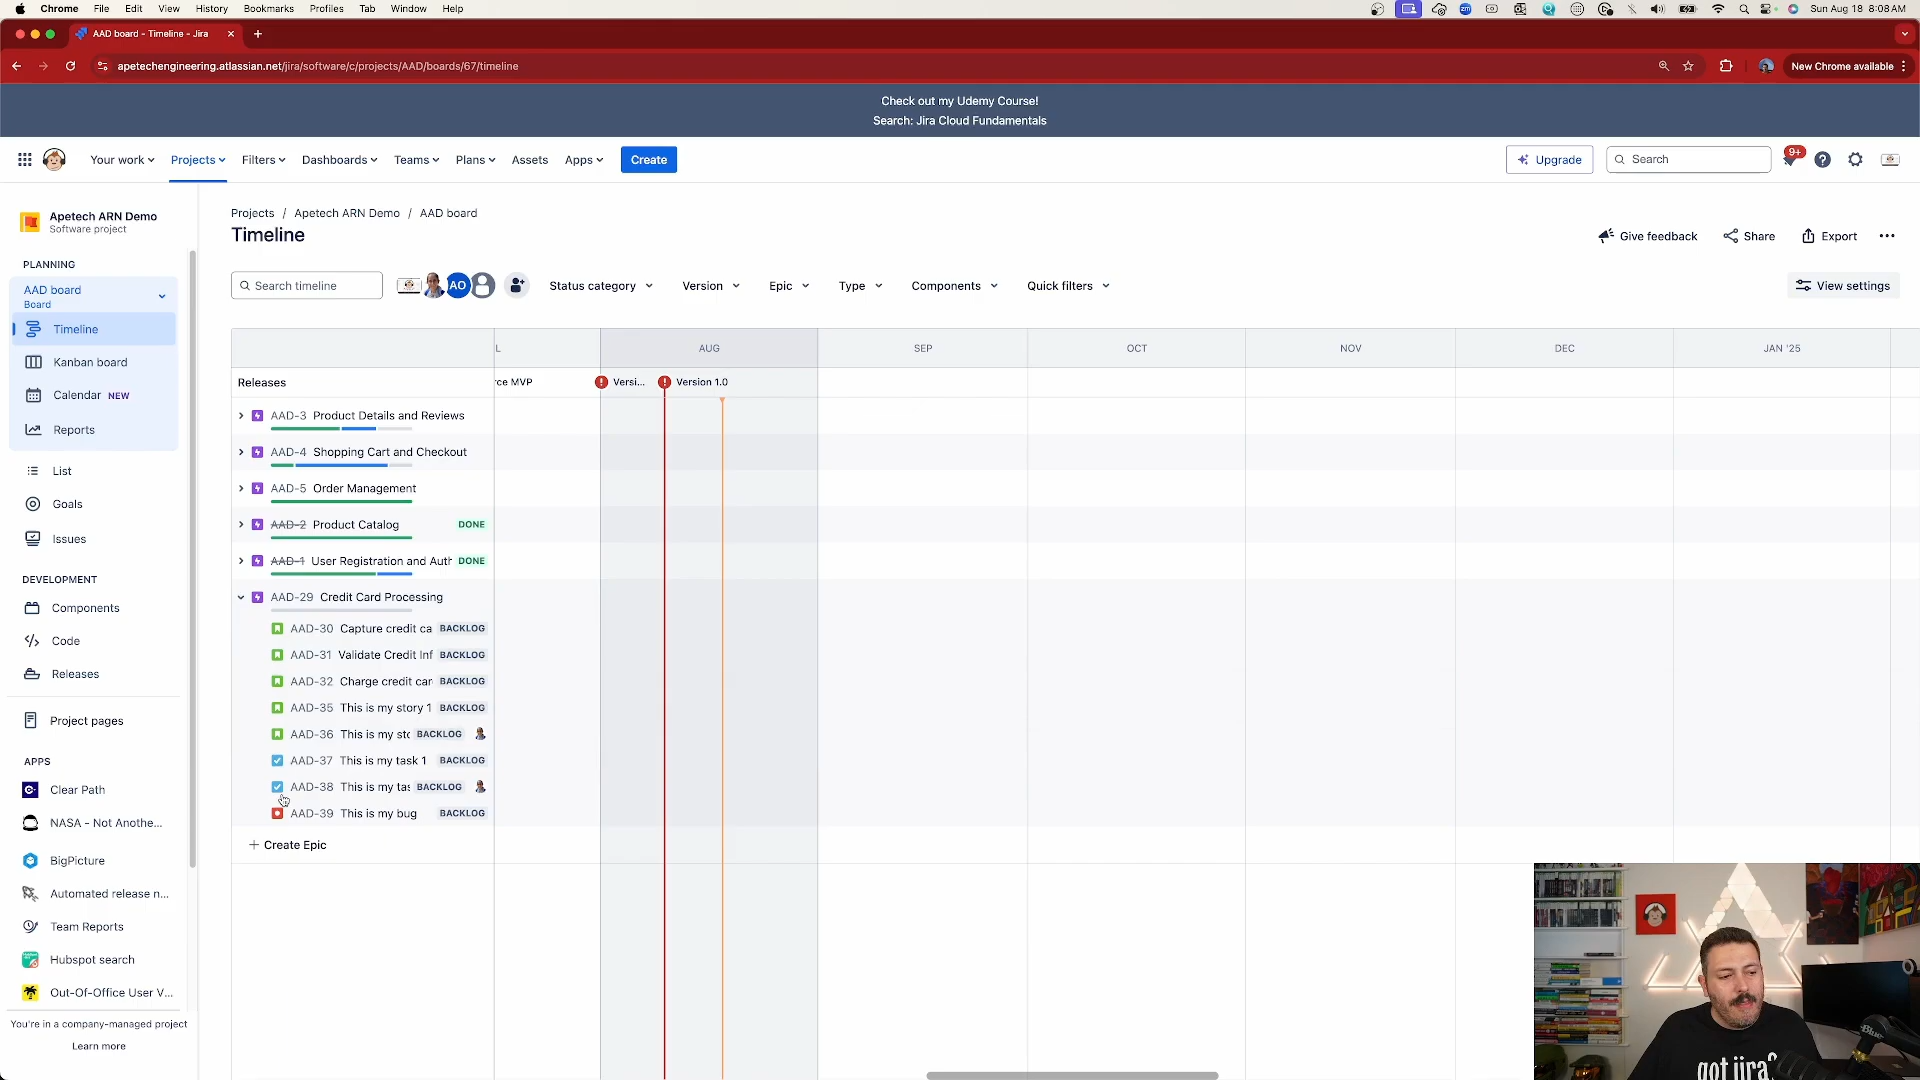 Chrome File Edit View History Bookmarks Profiles Tab Window Help
Sun Aug 18 8:08 AM
AAD board - Timeline - Jira
apetechengineering.atlassian.net/jira/software/c/projects/AAD/boards/67/timeline
New Chrome available
Check out my Udemy Course!
Search: Jira Cloud Fundamentals
Your work Projects Filters Dashboards Teams Plans Assets Apps Create
Upgrade Search 9+
Apetech ARN Demo
Software project
PLANNING
AAD board
Board
Timeline
Kanban board
Calendar NEW
Reports
List
Goals
Issues
DEVELOPMENT
Components
Code
Releases
Project pages
APPS
Clear Path
NASA - Not Anothe...
BigPicture
Automated release n...
Team Reports
Hubspot search
Out-Of-Office User V...
You're in a company-managed project
Learn more
Projects / Apetech ARN Demo / AAD board
Timeline
Give feedback Share Export
Search timeline AO Status category Version Epic Type Components Quick filters View settings
L AUG SEP OCT NOV DEC JAN '25
Releases rce MVP Versi... Version 1.0
AAD-3 Product Details and Reviews
AAD-4 Shopping Cart and Checkout
AAD-5 Order Management
AAD-2 Product Catalog DONE
AAD-1 User Registration and Auth DONE
AAD-29 Credit Card Processing
AAD-30 Capture credit ca BACKLOG
AAD-31 Validate Credit Inf BACKLOG
AAD-32 Charge credit car BACKLOG
AAD-35 This is my story 1 BACKLOG
AAD-36 This is my sto BACKLOG
AAD-37 This is my task 1 BACKLOG
AAD-38 This is my tas BACKLOG
AAD-39 This is my bug BACKLOG
+ Create Epic
got jira?
Blue